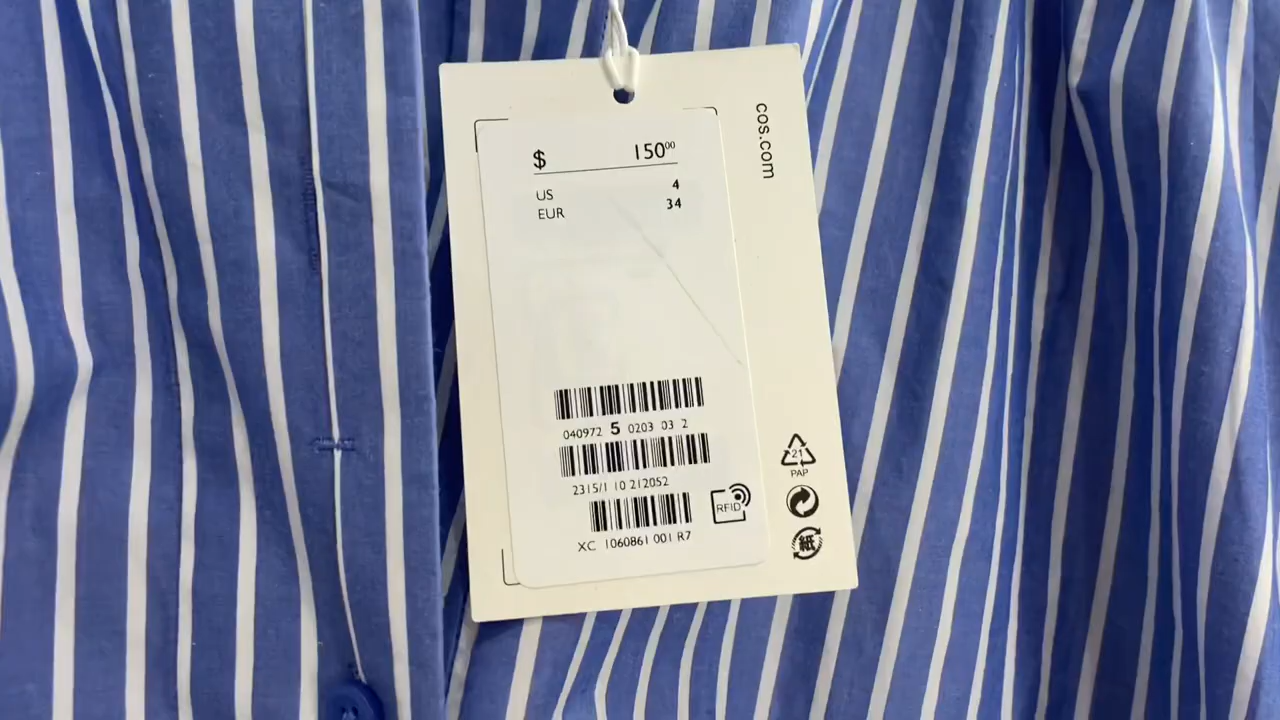 $ 150⁰⁰
US 4
EUR 34
040972 5 0203 03 2
2315/1 10 212052
XC 1060861 001 R7
RFID
cos.com
21
PAP
紙